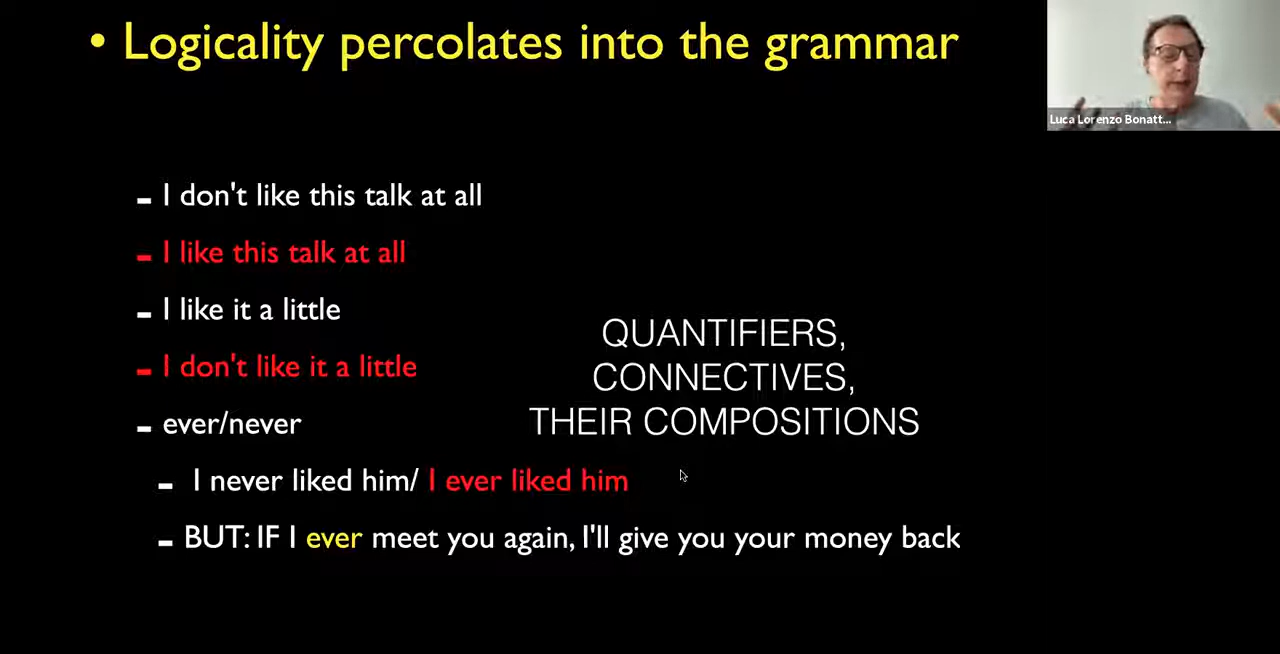 • Logicality percolates into the grammar
Luca Lorenzo Bonatt...
- I don't like this talk at all
- I like this talk at all
- I like it a little
- I don't like it a little
- ever/never
- I never liked him/ I ever liked him
- BUT: IF I ever meet you again, I'll give you your money back
QUANTIFIERS,
CONNECTIVES,
THEIR COMPOSITIONS